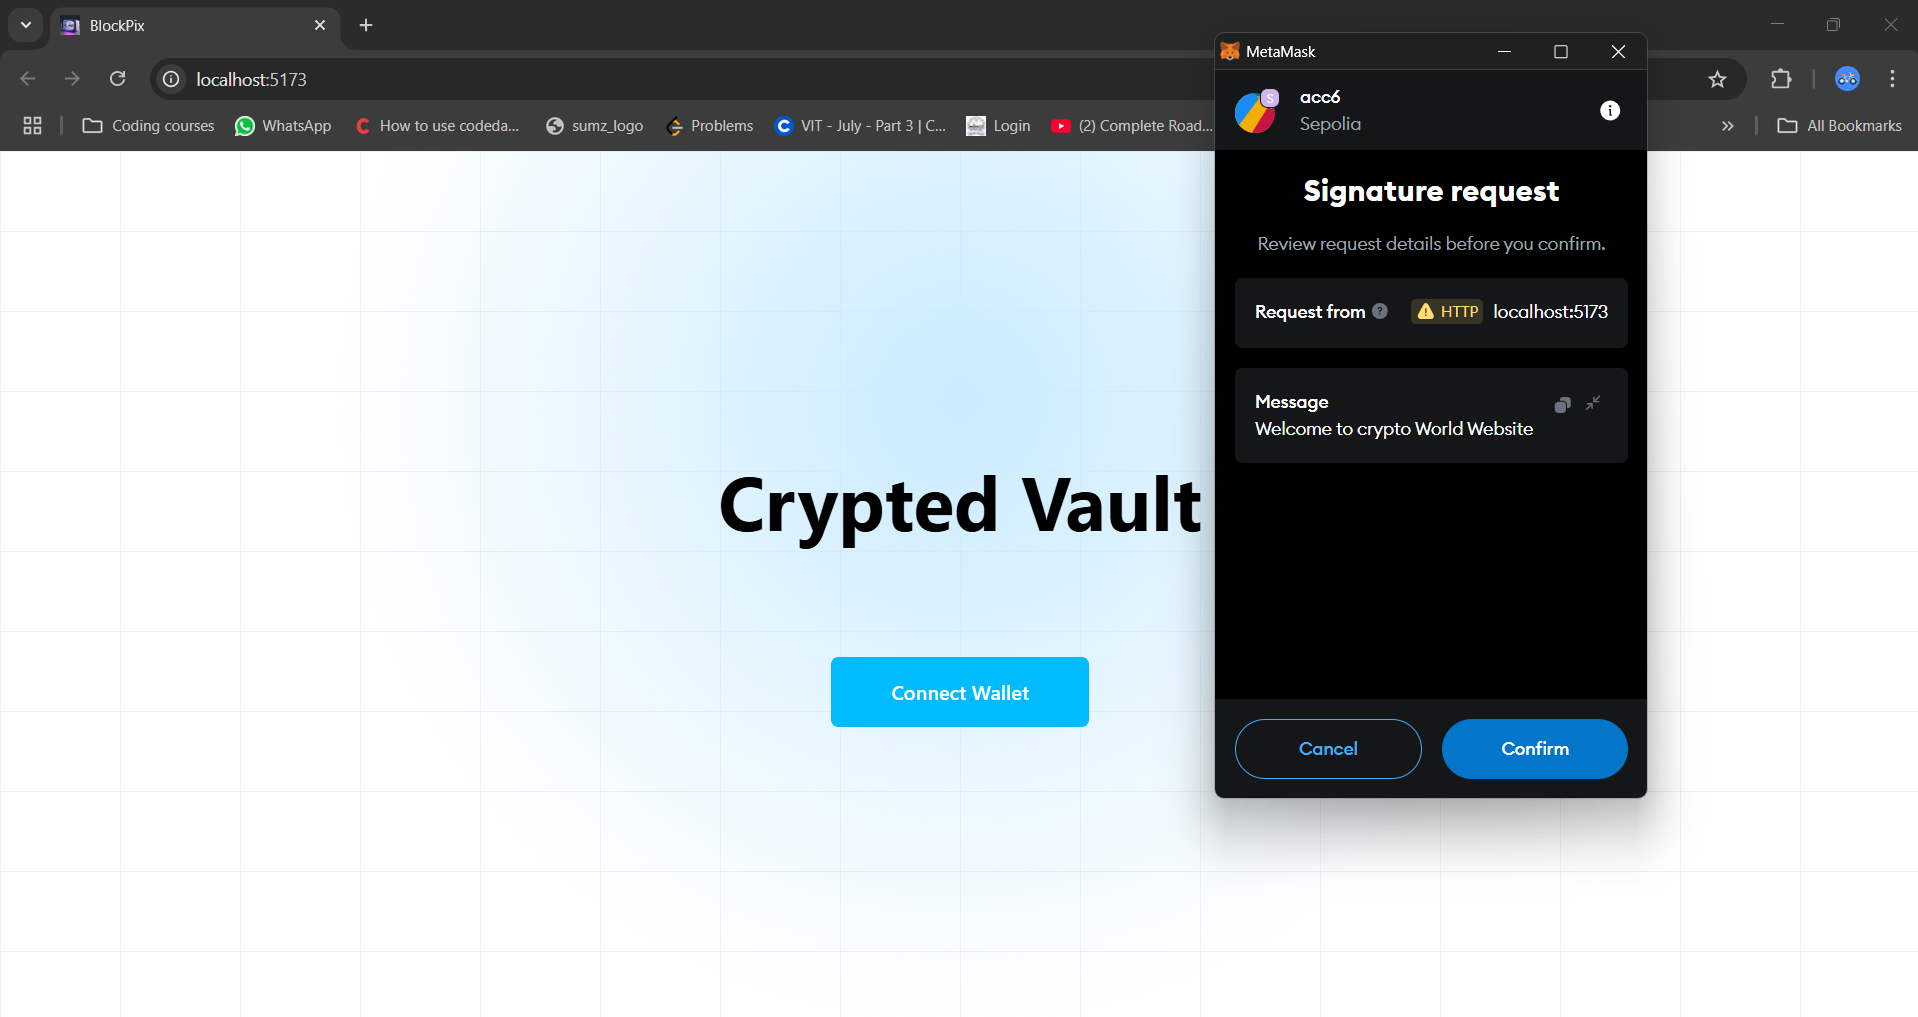 BlockPix
localhost:5173
Coding courses
WhatsApp
How to use codeda...
sumz_logo
Problems
VIT - July - Part 3 | C...
Login
(2) Complete Road...
All Bookmarks
Crypted Vault
Connect Wallet
MetaMask
S
acc6
Sepolia
Signature request
Review request details before you confirm.
Request from ? HTTP localhost:5173
Message
Welcome to crypto World Website
Cancel
Confirm